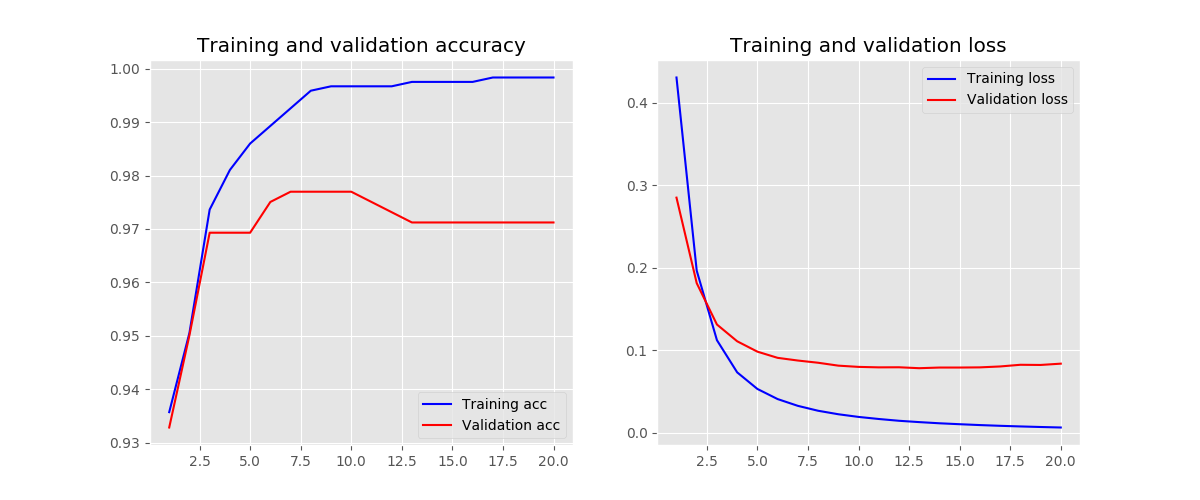 Training and validation accuracy
1.00
0.99
0.98
0.97
0.96
0.95
0.94
0.93
Training acc
Validation acc
2.5 5.0 7.5 10.0 12.5 15.0 17.5 20.0
Training and validation loss
Training loss
Validation loss
0.4
0.3
0.2
0.1
0.0
2.5 5.0 7.5 10.0 12.5 15.0 17.5 20.0